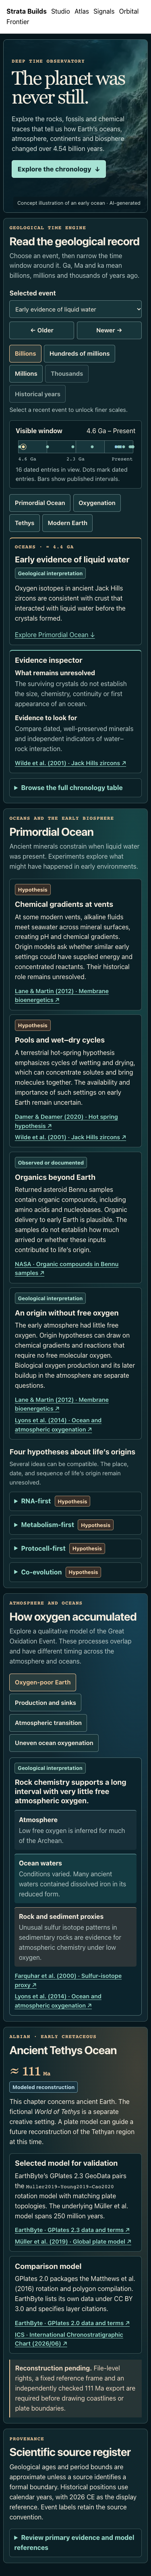 Strata Builds Studio Atlas Signals Orbital
Frontier
DEEP TIME OBSERVATORY
The planet was
never still.
Explore the rocks, fossils and chemical
traces that tell us how Earth's oceans,
atmosphere, continents and biosphere
changed over 4.54 billion years.
Explore the chronology ↓
Concept illustration of an early ocean · AI-generated
GEOLOGICAL TIME ENGINE
Read the geological record
Choose an event, then narrow the time
window around it. Ga, Ma and ka mean
billions, millions and thousands of years ago.
Selected event
Early evidence of liquid water
← Older
Newer →
Billions
Hundreds of millions
Millions
Thousands
Historical years
Select a recent event to unlock finer scales.
Visible window 4.6 Ga – Present
4.6 Ga 2.3 Ga Present
16 dated entries in view. Dots mark dated
entries. Bars show published intervals.
Primordial Ocean
Oxygenation
Tethys
Modern Earth
OCEANS · ≈ 4.4 GA
Early evidence of liquid water
Geological interpretation
Oxygen isotopes in ancient Jack Hills
zircons are consistent with crust that
interacted with liquid water before the
crystals formed.
Explore Primordial Ocean ↓
Evidence inspector
What remains unresolved
The surviving crystals do not establish
the size, chemistry, continuity or first
appearance of an ocean.
Evidence to look for
Compare dated, well-preserved minerals
and independent indicators of water–
rock interaction.
Wilde et al. (2001) · Jack Hills zircons ↗
▸ Browse the full chronology table
OCEANS AND THE EARLY BIOSPHERE
Primordial Ocean
Ancient minerals constrain when liquid
water was present. Experiments explore what
might have happened in early environments.
Hypothesis
Chemical gradients at vents
At some modern vents, alkaline fluids
meet seawater across mineral surfaces,
creating pH and chemical gradients.
Origin models ask whether similar early
settings could have supplied energy and
concentrated reactants. Their historical
role remains unresolved.
Lane & Martin (2012) · Membrane
bioenergetics ↗
Hypothesis
Pools and wet–dry cycles
A terrestrial hot-spring hypothesis
emphasizes cycles of wetting and drying,
which can concentrate solutes and bring
molecules together. The availability and
importance of such settings on early
Earth remain uncertain.
Damer & Deamer (2020) · Hot spring
hypothesis ↗
Wilde et al. (2001) · Jack Hills zircons ↗
Observed or documented
Organics beyond Earth
Returned asteroid Bennu samples
contain organic compounds, including
amino acids and nucleobases. Organic
delivery to early Earth is plausible. The
samples do not establish how much
arrived or whether these inputs
contributed to life's origin.
NASA · Organic compounds in Bennu
samples ↗
Geological interpretation
An origin without free oxygen
The early atmosphere had little free
oxygen. Origin hypotheses can draw on
chemical gradients and reactions that
require no free molecular oxygen.
Biological oxygen production and its later
buildup in the atmosphere are separate
questions.
Lane & Martin (2012) · Membrane
bioenergetics ↗
Lyons et al. (2014) · Ocean and
atmospheric oxygenation ↗
Four hypotheses about life's origins
Several ideas can be compatible. The place,
date, and sequence of life's origin remain
unresolved.
▸ RNA-first Hypothesis
▸ Metabolism-first Hypothesis
▸ Protocell-first Hypothesis
▸ Co-evolution Hypothesis
ATMOSPHERE AND OCEANS
How oxygen accumulated
Explore a qualitative model of the Great
Oxidation Event. These processes overlap
and have different timing across the
atmosphere and oceans.
Oxygen-poor Earth
Production and sinks
Atmospheric transition
Uneven ocean oxygenation
Geological interpretation
Rock chemistry supports a long
interval with very little free
atmospheric oxygen.
Atmosphere
Low free oxygen is inferred for much
of the Archean.
Ocean waters
Conditions varied. Many ancient
waters contained dissolved iron in its
reduced form.
Rock and sediment proxies
Unusual sulfur isotope patterns in
sedimentary rocks are evidence for
atmospheric chemistry under low
oxygen.
Farquhar et al. (2000) · Sulfur-isotope
proxy ↗
Lyons et al. (2014) · Ocean and
atmospheric oxygenation ↗
ALBIAN · EARLY CRETACEOUS
Ancient Tethys Ocean
≈ 111 Ma
Modeled reconstruction
This chapter concerns ancient Earth. The
fictional World of Tethys is a separate
creative setting. A plate model can guide a
future reconstruction of the Tethyan region
at this time.
Selected model for validation
EarthByte's GPlates 2.3 GeoData pairs
the Muller2019-Young2019-Cao2020
rotation model with matching plate
topologies. The underlying Müller et al.
model spans 250 million years.
EarthByte · GPlates 2.3 data and terms ↗
Müller et al. (2019) · Global plate model ↗
Comparison model
GPlates 2.0 packages the Matthews et al.
(2016) rotation and polygon compilation.
EarthByte lists its own data under CC BY
3.0 and specifies layer citations.
EarthByte · GPlates 2.0 data and terms ↗
ICS · International Chronostratigraphic
Chart (2026/06) ↗
Reconstruction pending. File-level
rights, a fixed reference frame and an
independently checked 111 Ma export are
required before drawing coastlines or
plate boundaries.
PROVENANCE
Scientific source register
Geological ages and period bounds are
approximate unless a source identifies a
formal boundary. Historical positions use
calendar years, with 2026 CE as the display
reference. Event labels retain the source
convention.
▸ Review primary evidence and model
references